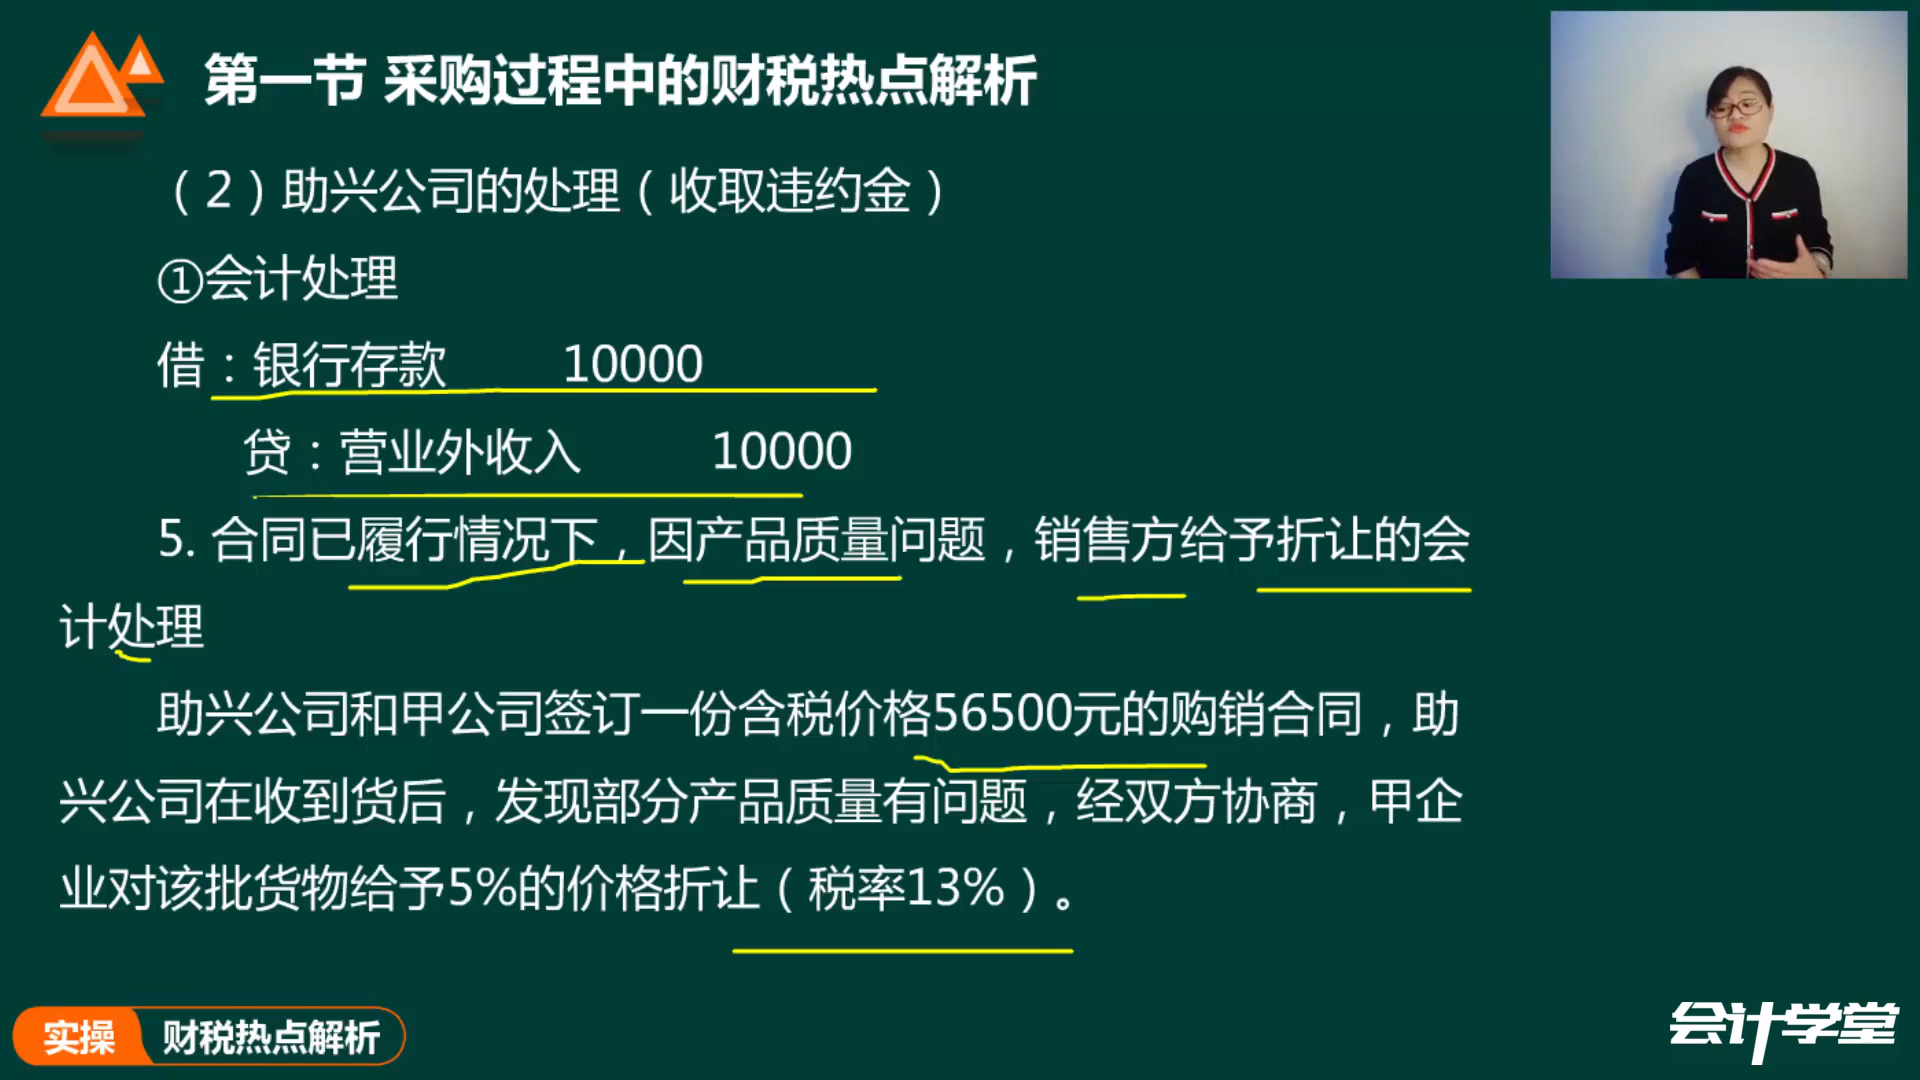 第一节 采购过程中的财税热点解析
（2）助兴公司的处理（收取违约金）
①会计处理
借：银行存款 10000
贷：营业外收入 10000
5. 合同已履行情况下，因产品质量问题，销售方给予折让的会
计处理
助兴公司和甲公司签订一份含税价格56500元的购销合同，助
兴公司在收到货后，发现部分产品质量有问题，经双方协商，甲企
业对该批货物给予5%的价格折让（税率13%）。
实操 财税热点解析
会计学堂